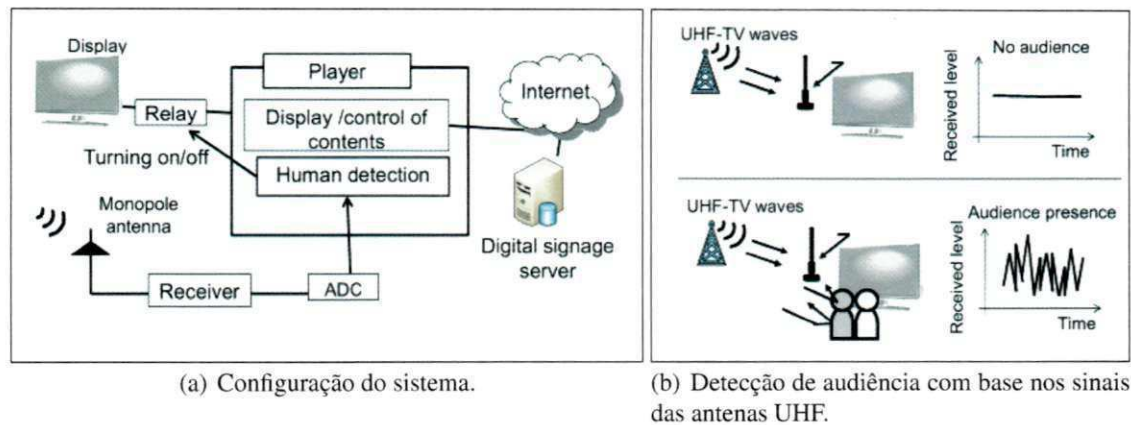 Display
Player
Relay
Display /control of
contents
Internet
Turning on/off
Human detection
Monopole
antenna
Digital signage
server
Receiver
ADC
(a) Configuração do sistema.
UHF-TV waves
Received level
No audience
Time
UHF-TV waves
Received level
Audience presence
Time
(b) Detecção de audiência com base nos sinais
das antenas UHF.